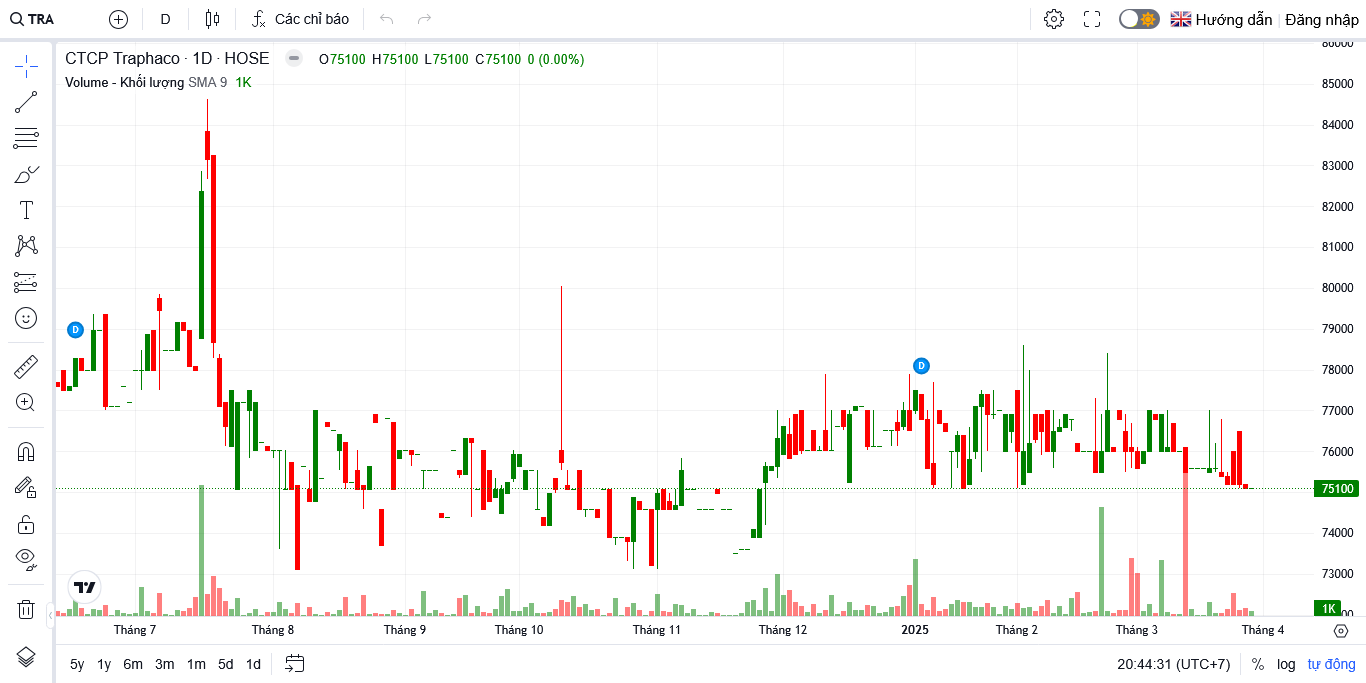 TRA
D
Các chỉ báo
Hướng dẫn
Đăng nhập
CTCP Traphaco · 1D · HOSE
O75100 H75100 L75100 C75100 0 (0.00%)
Volume - Khối lượng SMA 9 1K
86000
85000
84000
83000
82000
81000
80000
79000
78000
77000
76000
75100
74000
73000
1K
D
D
Tháng 7
Tháng 8
Tháng 9
Tháng 10
Tháng 11
Tháng 12
2025
Tháng 2
Tháng 3
Tháng 4
5y 1y 6m 3m 1m 5d 1d
20:44:31 (UTC+7)
% log tự động